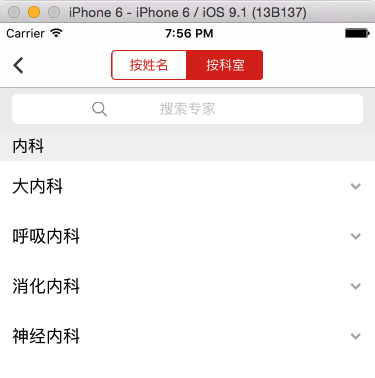 iPhone 6 - iPhone 6 / iOS 9.1 (13B137)
Carrier 7:56 PM
按姓名 按科室
搜索专家
内科
大内科
呼吸内科
消化内科
神经内科